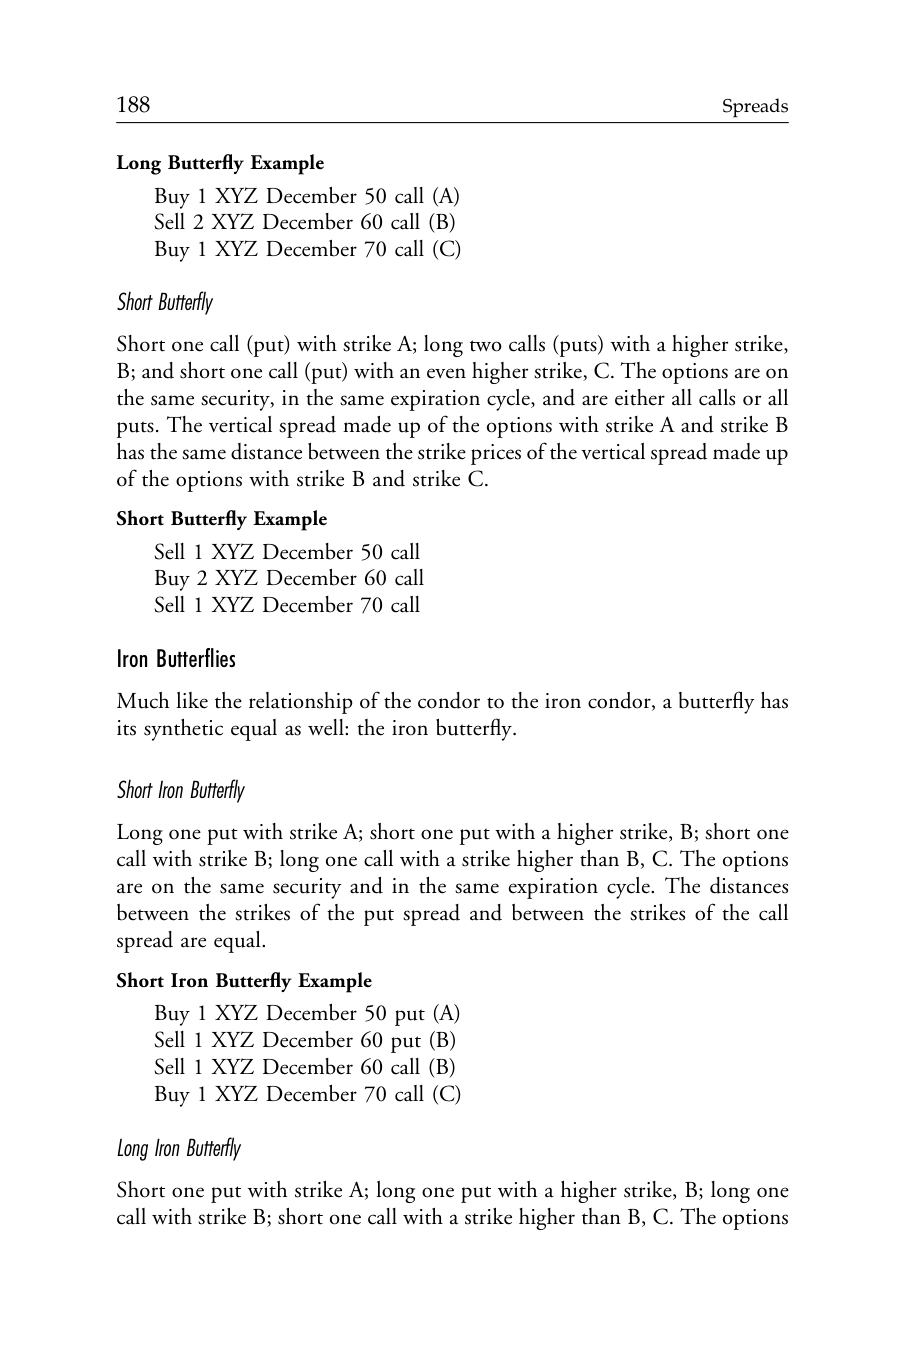 188 Spreads
Long Butterfly Example
Buy 1 XYZ December 50 call (A)
Sell 2 XYZ December 60 call (B)
Buy 1 XYZ December 70 call (C)
Short Butterfly
Short one call (put) with strike A; long two calls (puts) with a higher strike,
B; and short one call (put) with an even higher strike, C. The options are on
the same security, in the same expiration cycle, and are either all calls or all
puts. The vertical spread made up of the options with strike A and strike B
has the same distance between the strike prices of the vertical spread made up
of the options with strike B and strike C.
Short Butterfly Example
Sell 1 XYZ December 50 call
Buy 2 XYZ December 60 call
Sell 1 XYZ December 70 call
Iron Butterflies
Much like the relationship of the condor to the iron condor, a butterfly has
its synthetic equal as well: the iron butterfly.
Short Iron Butterfly
Long one put with strike A; short one put with a higher strike, B; short one
call with strike B; long one call with a strike higher than B, C. The options
are on the same security and in the same expiration cycle. The distances
between the strikes of the put spread and between the strikes of the call
spread are equal.
Short Iron Butterfly Example
Buy 1 XYZ December 50 put (A)
Sell 1 XYZ December 60 put (B)
Sell 1 XYZ December 60 call (B)
Buy 1 XYZ December 70 call (C)
Long Iron Butterfly
Short one put with strike A; long one put with a higher strike, B; long one
call with strike B; short one call with a strike higher than B, C. The options